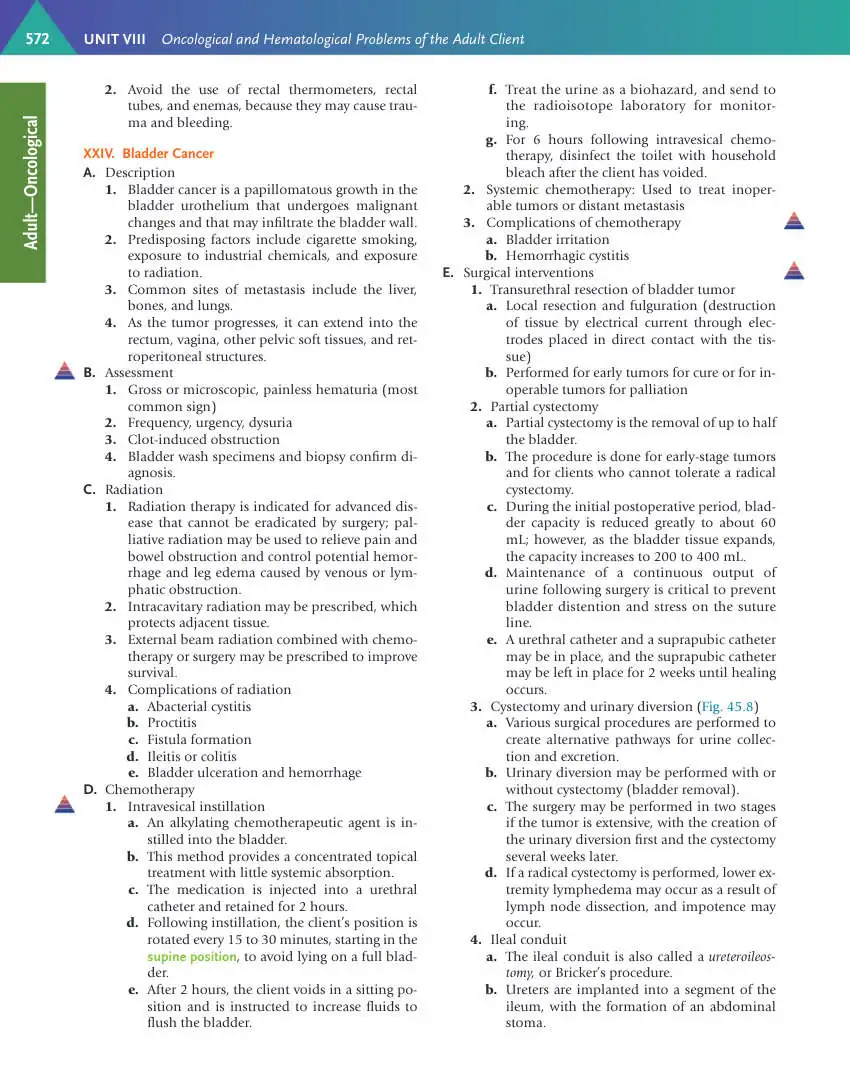 572 UNIT VIII Oncological and Hematological Problems of the Adult Client
Adult—Oncological
2. Avoid the use of rectal thermometers, rectal
tubes, and enemas, because they may cause trau-
ma and bleeding.
XXIV. Bladder Cancer
A. Description
1. Bladder cancer is a papillomatous growth in the
bladder urothelium that undergoes malignant
changes and that may infiltrate the bladder wall.
2. Predisposing factors include cigarette smoking,
exposure to industrial chemicals, and exposure
to radiation.
3. Common sites of metastasis include the liver,
bones, and lungs.
4. As the tumor progresses, it can extend into the
rectum, vagina, other pelvic soft tissues, and ret-
roperitoneal structures.
B. Assessment
1. Gross or microscopic, painless hematuria (most
common sign)
2. Frequency, urgency, dysuria
3. Clot-induced obstruction
4. Bladder wash specimens and biopsy confirm di-
agnosis.
C. Radiation
1. Radiation therapy is indicated for advanced dis-
ease that cannot be eradicated by surgery; pal-
liative radiation may be used to relieve pain and
bowel obstruction and control potential hemor-
rhage and leg edema caused by venous or lym-
phatic obstruction.
2. Intracavitary radiation may be prescribed, which
protects adjacent tissue.
3. External beam radiation combined with chemo-
therapy or surgery may be prescribed to improve
survival.
4. Complications of radiation
a. Abacterial cystitis
b. Proctitis
c. Fistula formation
d. Ileitis or colitis
e. Bladder ulceration and hemorrhage
D. Chemotherapy
1. Intravesical instillation
a. An alkylating chemotherapeutic agent is in-
stilled into the bladder.
b. This method provides a concentrated topical
treatment with little systemic absorption.
c. The medication is injected into a urethral
catheter and retained for 2 hours.
d. Following instillation, the client's position is
rotated every 15 to 30 minutes, starting in the
supine position, to avoid lying on a full blad-
der.
e. After 2 hours, the client voids in a sitting po-
sition and is instructed to increase fluids to
flush the bladder.
f. Treat the urine as a biohazard, and send to
the radioisotope laboratory for monitor-
ing.
g. For 6 hours following intravesical chemo-
therapy, disinfect the toilet with household
bleach after the client has voided.
2. Systemic chemotherapy: Used to treat inoper-
able tumors or distant metastasis
3. Complications of chemotherapy
a. Bladder irritation
b. Hemorrhagic cystitis
E. Surgical interventions
1. Transurethral resection of bladder tumor
a. Local resection and fulguration (destruction
of tissue by electrical current through elec-
trodes placed in direct contact with the tis-
sue)
b. Performed for early tumors for cure or for in-
operable tumors for palliation
2. Partial cystectomy
a. Partial cystectomy is the removal of up to half
the bladder.
b. The procedure is done for early-stage tumors
and for clients who cannot tolerate a radical
cystectomy.
c. During the initial postoperative period, blad-
der capacity is reduced greatly to about 60
mL; however, as the bladder tissue expands,
the capacity increases to 200 to 400 mL.
d. Maintenance of a continuous output of
urine following surgery is critical to prevent
bladder distention and stress on the suture
line.
e. A urethral catheter and a suprapubic catheter
may be in place, and the suprapubic catheter
may be left in place for 2 weeks until healing
occurs.
3. Cystectomy and urinary diversion (Fig. 45.8)
a. Various surgical procedures are performed to
create alternative pathways for urine collec-
tion and excretion.
b. Urinary diversion may be performed with or
without cystectomy (bladder removal).
c. The surgery may be performed in two stages
if the tumor is extensive, with the creation of
the urinary diversion first and the cystectomy
several weeks later.
d. If a radical cystectomy is performed, lower ex-
tremity lymphedema may occur as a result of
lymph node dissection, and impotence may
occur.
4. Ileal conduit
a. The ileal conduit is also called a ureteroileos-
tomy, or Bricker's procedure.
b. Ureters are implanted into a segment of the
ileum, with the formation of an abdominal
stoma.